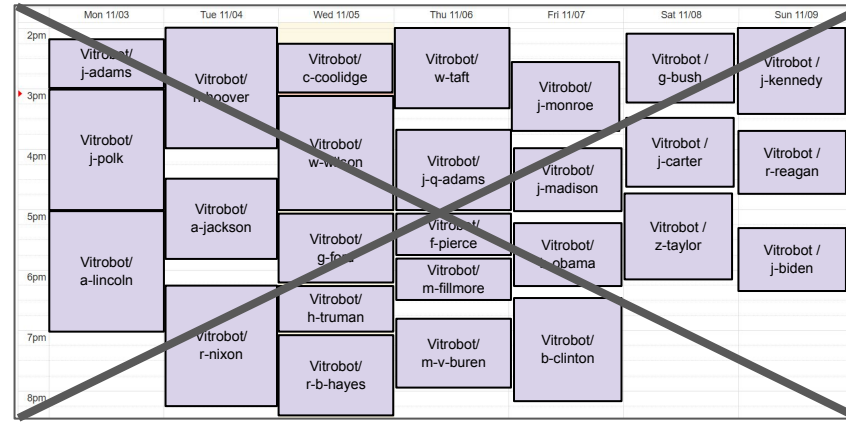 Mon 11/03 Tue 11/04 Wed 11/05 Thu 11/06 Fri 11/07 Sat 11/08 Sun 11/09
2pm
3pm
4pm
5pm
6pm
7pm
8pm
Vitrobot/
j-adams
Vitrobot/
j-polk
Vitrobot/
a-lincoln
Vitrobot/
h-hoover
Vitrobot/
a-jackson
Vitrobot/
r-nixon
Vitrobot/
c-coolidge
Vitrobot/
w-wilson
Vitrobot/
g-ford
Vitrobot/
h-truman
Vitrobot/
r-b-hayes
Vitrobot/
w-taft
Vitrobot/
j-q-adams
Vitrobot/
f-pierce
Vitrobot/
m-fillmore
Vitrobot/
m-v-buren
Vitrobot/
j-monroe
Vitrobot/
j-madison
Vitrobot/
b-obama
Vitrobot/
b-clinton
Vitrobot /
g-bush
Vitrobot /
j-carter
Vitrobot /
z-taylor
Vitrobot /
j-kennedy
Vitrobot /
r-reagan
Vitrobot /
j-biden